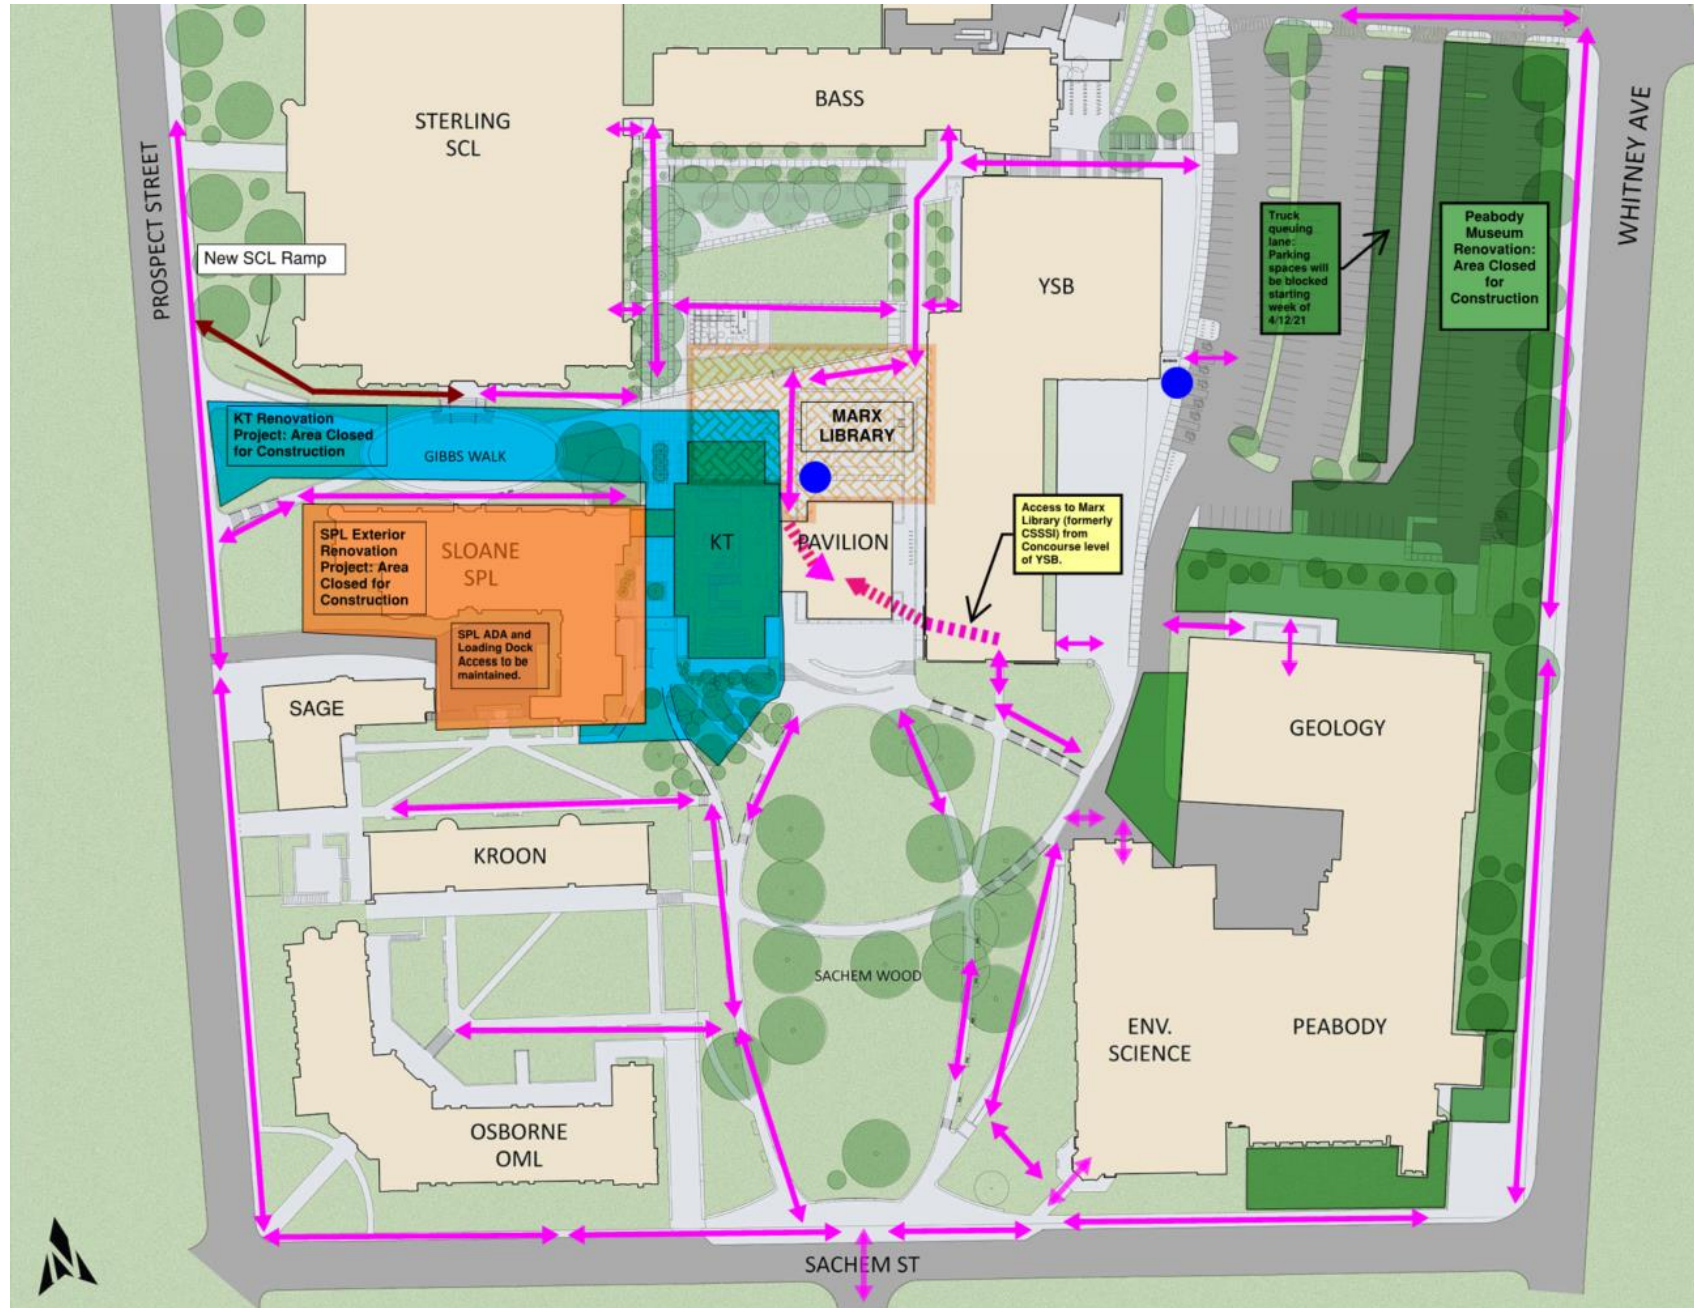 STERLING
SCL
BASS
PROSPECT STREET
WHITNEY AVE
New SCL Ramp
Truck
queuing
lane:
Parking
spaces will
be blocked
starting
week of
4/12/21
Peabody
Museum
Renovation:
Area Closed
for
Construction
YSB
KT Renovation
Project: Area Closed
for Construction
GIBBS WALK
MARX
LIBRARY
SPL Exterior
Renovation
Project: Area
Closed for
Construction
SLOANE
SPL
KT
PAVILION
Access to Marx
Library (formerly
CSSSI) from
Concourse level
of YSB.
SPL ADA and
Loading Dock
Access to be
maintained.
SAGE
GEOLOGY
KROON
SACHEM WOOD
ENV.
SCIENCE
PEABODY
OSBORNE
OML
SACHEM ST